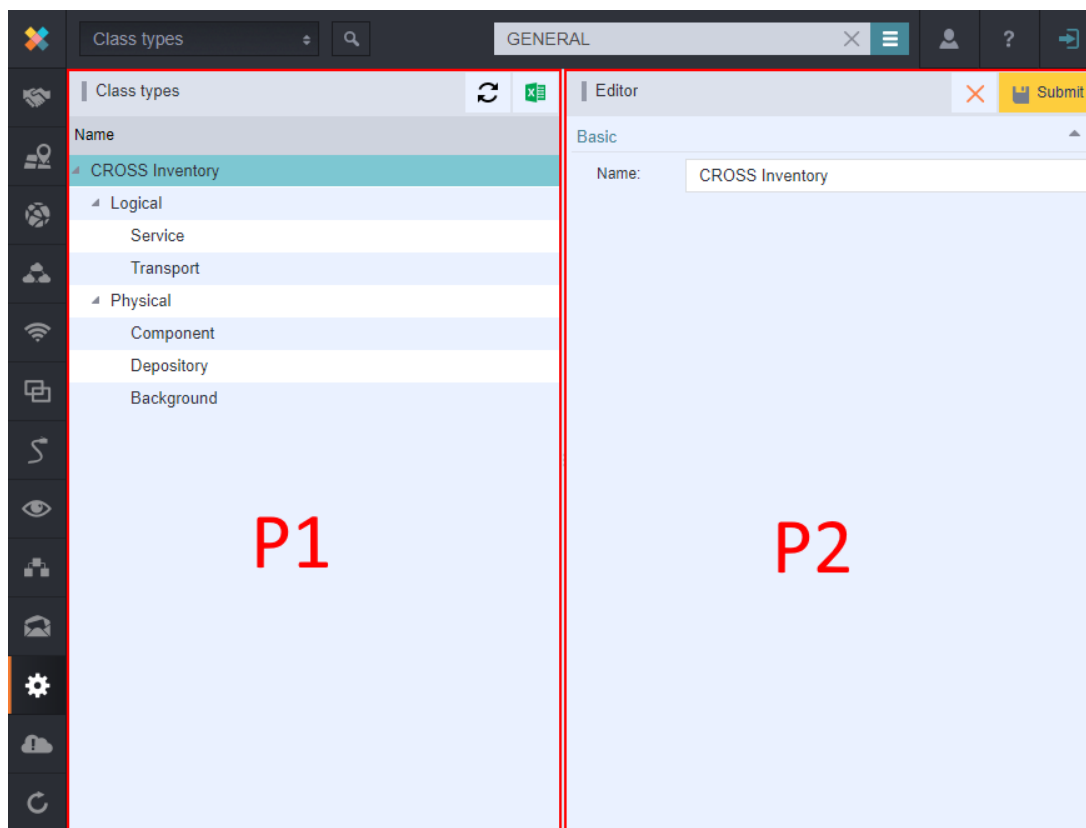 Class types
GENERAL
?
Class types
Editor
Submit
Name
Basic
CROSS Inventory
Name:
CROSS Inventory
Logical
Service
Transport
Physical
Component
Depository
Background
P1
P2